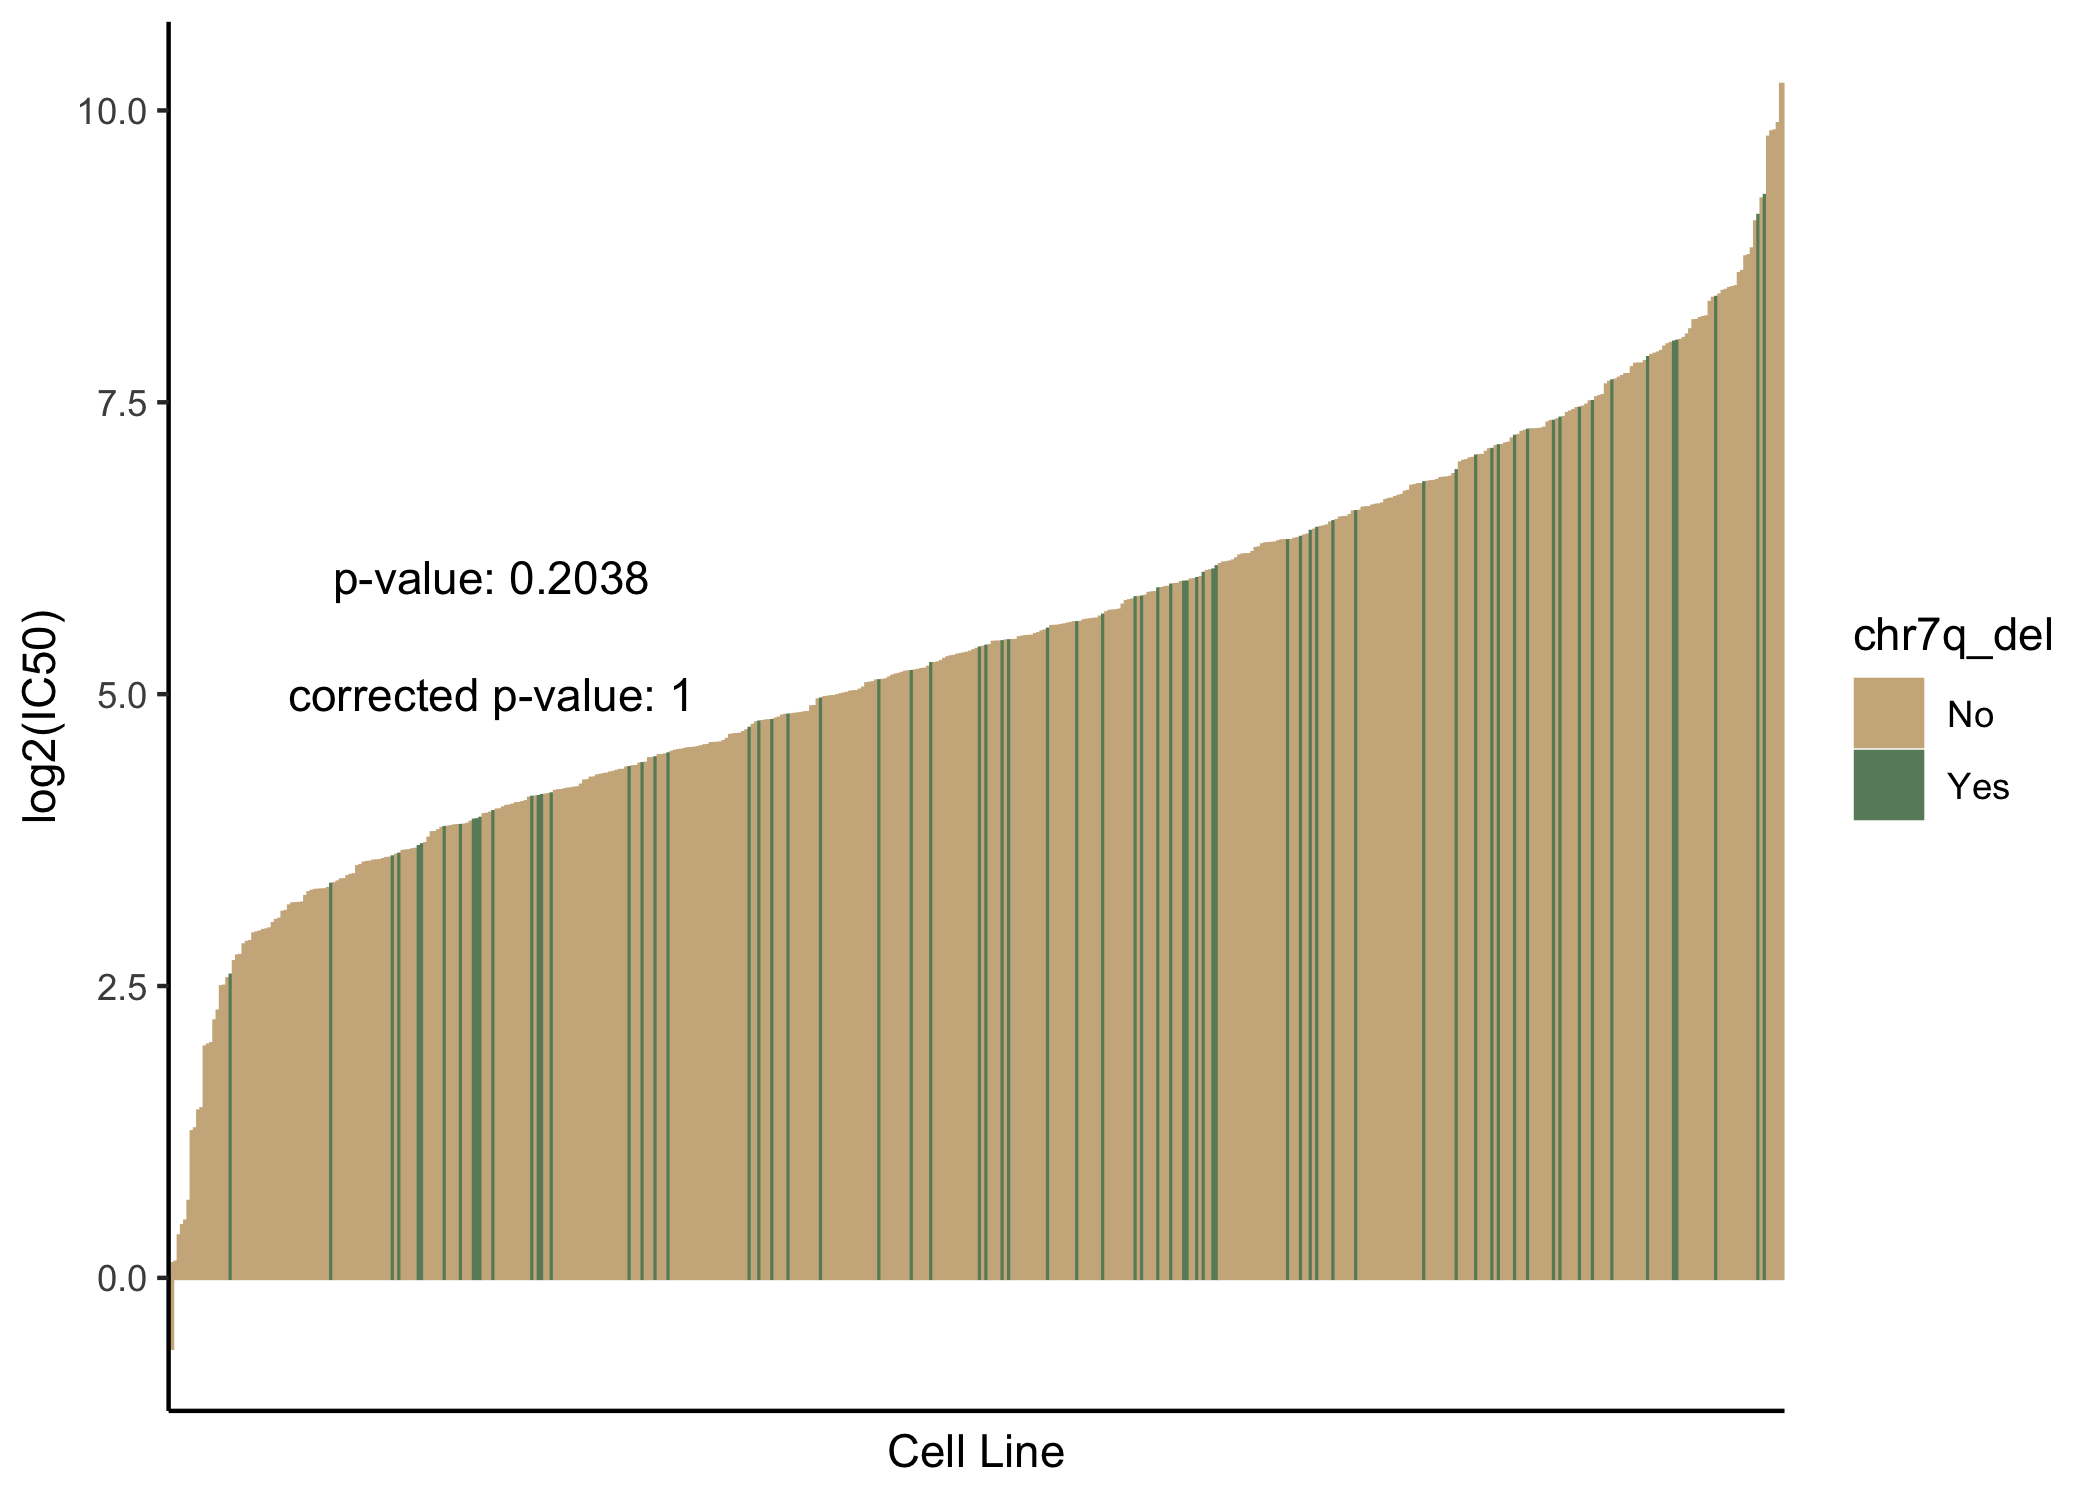 10.0
7.5
5.0
2.5
0.0
log2(IC50)
p-value: 0.2038
corrected p-value: 1
Cell Line
chr7q_del
No
Yes